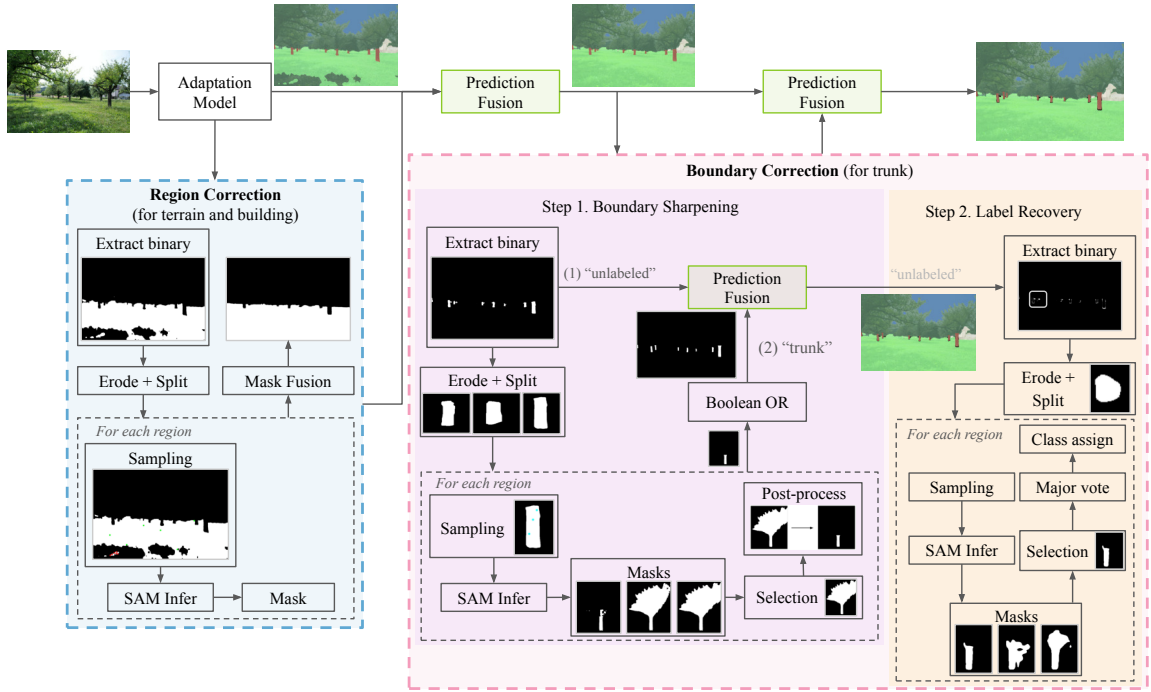 Adaptation
Model
Prediction
Fusion
Prediction
Fusion
Region Correction
(for terrain and building)
Extract binary
Erode + Split
Mask Fusion
For each region
Sampling
SAM Infer
Mask
Boundary Correction (for trunk)
Step 1. Boundary Sharpening
Extract binary
(1) “unlabeled”
Prediction
Fusion
(2) “trunk”
Erode + Split
Boolean OR
For each region
Sampling
SAM Infer
Masks
Selection
Post-process
Step 2. Label Recovery
“unlabeled”
Extract binary
Erode +
Split
For each region
Class assign
Sampling
Major vote
SAM Infer
Selection
Masks